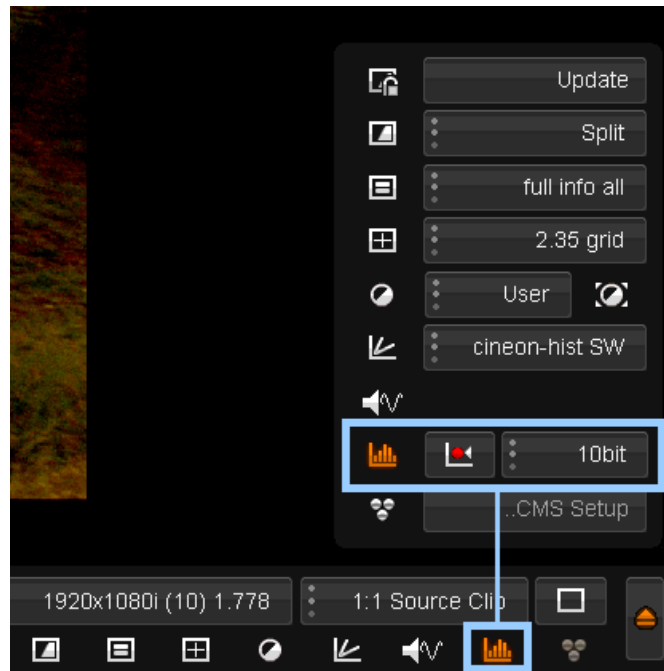 Update
Split
full info all
2.35 grid
User
cineon-hist SW
10bit
..CMS Setup
1920x1080i (10) 1.778
1:1 Source Clip